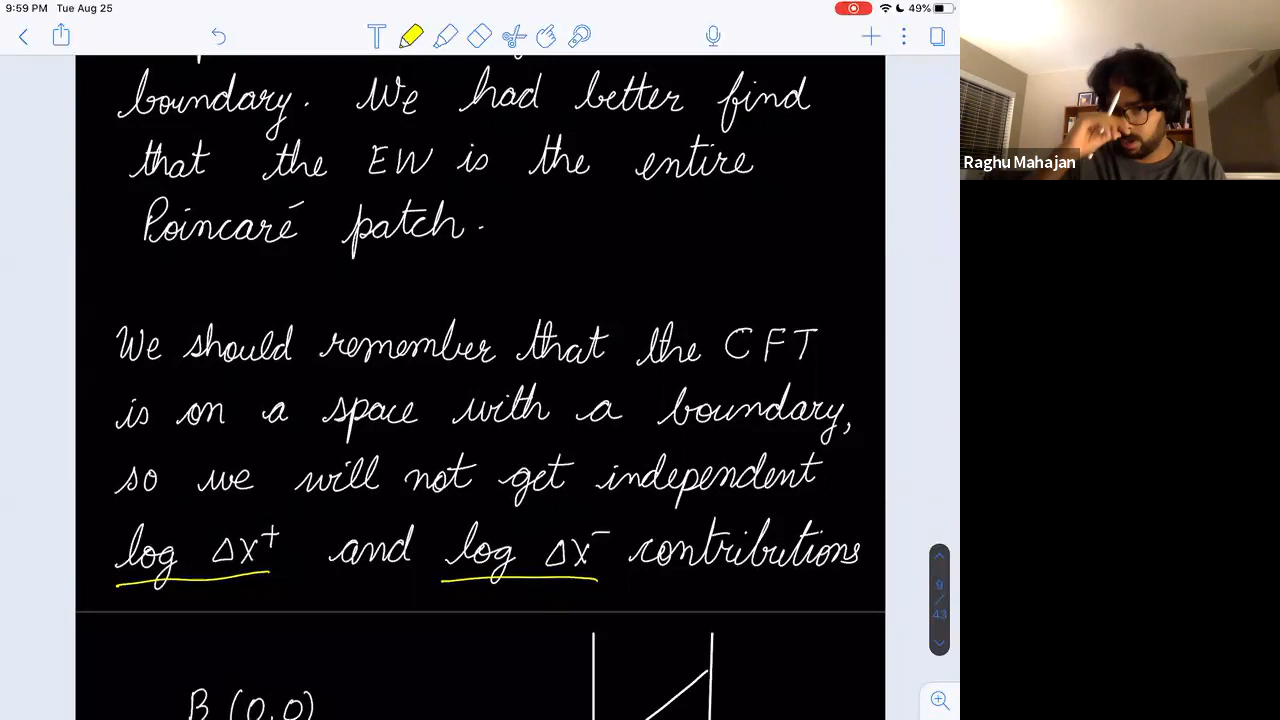 9:59 PM Tue Aug 25
49%
boundary. We had better find
that the EW is the entire
Poincaré patch.
We should remember that the CFT
is on a space with a boundary,
so we will not get independent
log Δx⁺ and log Δx⁻ contributions
B (0,0)
9
/
43
Raghu Mahajan